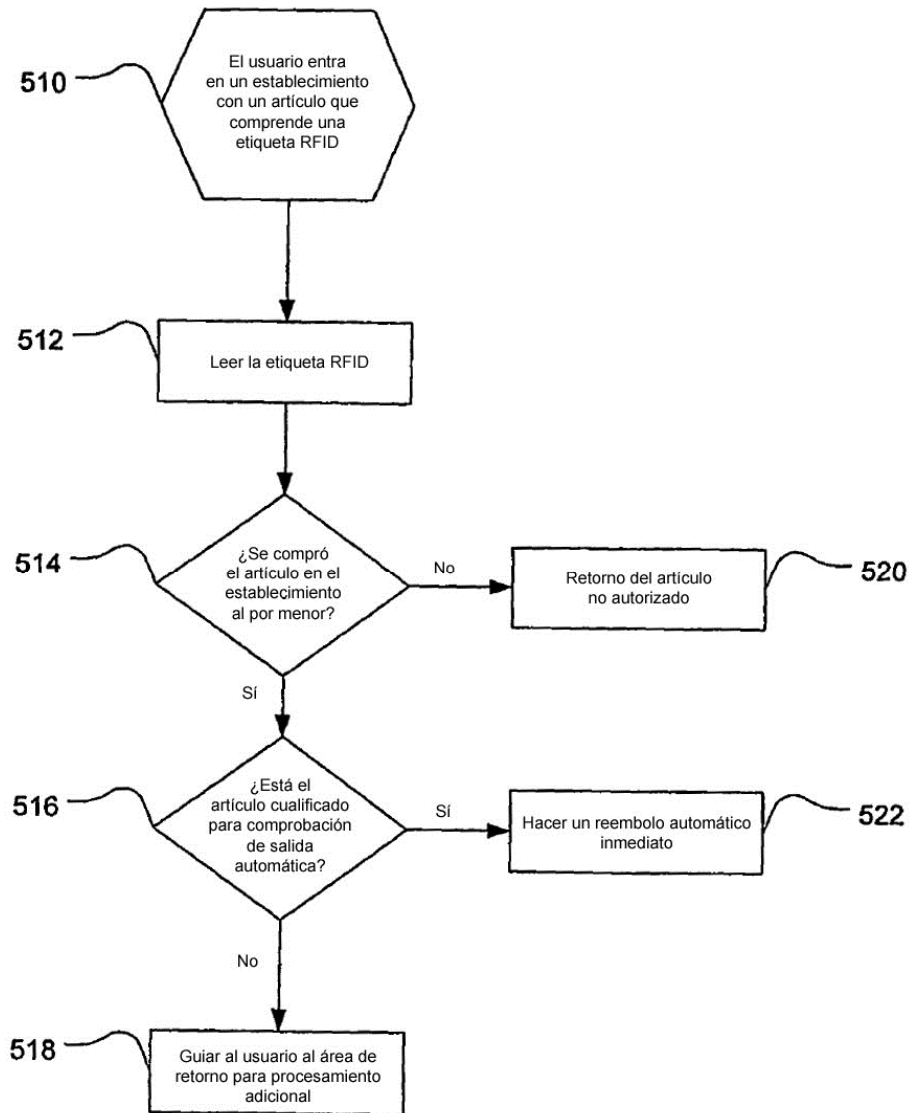 El usuario entra
en un establecimiento
con un artículo que
comprende una
etiqueta RFID
510
512
Leer la etiqueta RFID
514
¿Se compró
el artículo en el
establecimiento
al por menor?
No
Retorno del artículo
no autorizado
520
Sí
516
¿Está el
artículo cualificado
para comprobación
de salida
automática?
Sí
Hacer un reembolo automático
inmediato
522
No
518
Guiar al usuario al área de
retorno para procesamiento
adicional